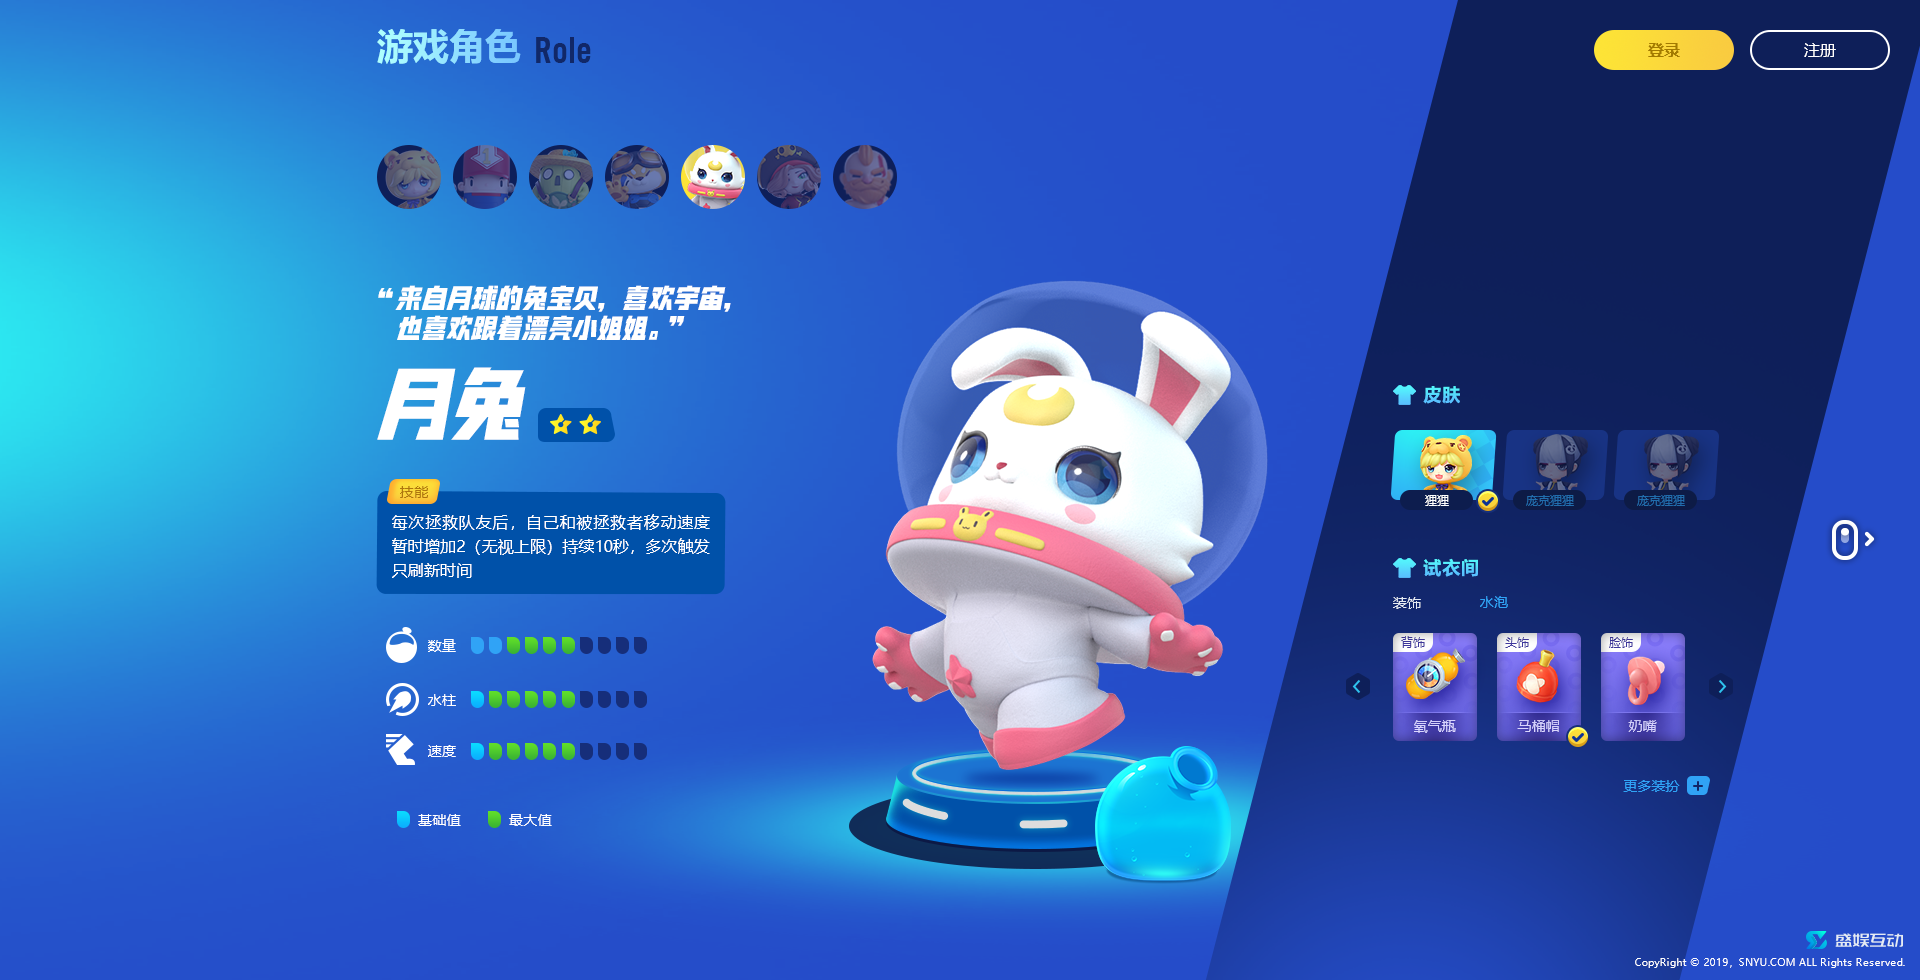 游戏角色 Role
登录
注册
“来自月球的兔宝贝，喜欢宇宙，
也喜欢跟着漂亮小姐姐。”
月兔
技能
每次拯救队友后，自己和被拯救者移动速度
暂时增加2（无视上限）持续10秒，多次触发
只刷新时间
数量
水柱
速度
基础值 最大值
皮肤
狸狸 庞克狸狸 庞克狸狸
试衣间
装饰 水泡
背饰 头饰 脸饰
氧气瓶 马桶帽 奶嘴
更多装扮
盛娱互动
CopyRight © 2019，SNYU.COM ALL Rights Reserved.